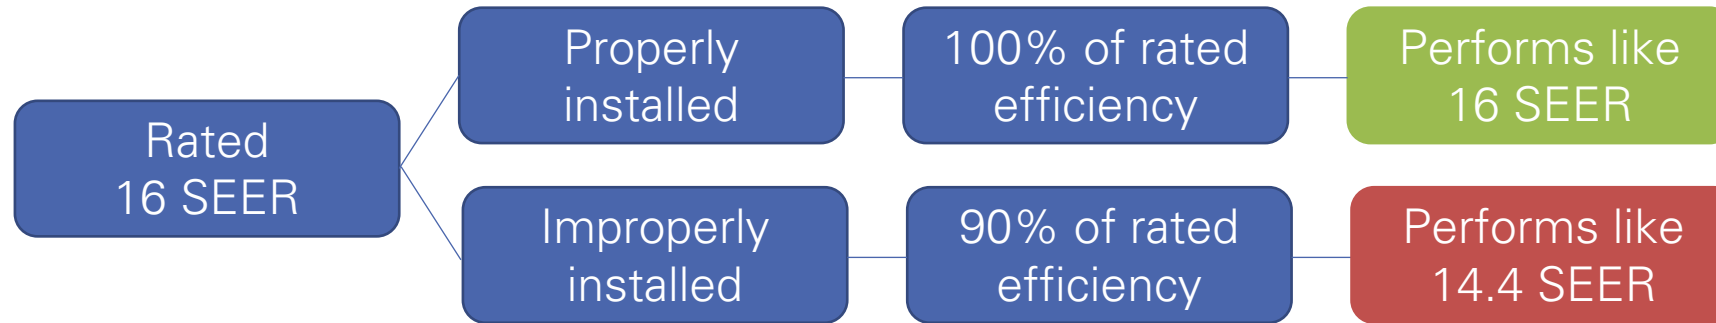 Rated
16 SEER
Properly
installed
100% of rated
efficiency
Performs like
16 SEER
Improperly
installed
90% of rated
efficiency
Performs like
14.4 SEER